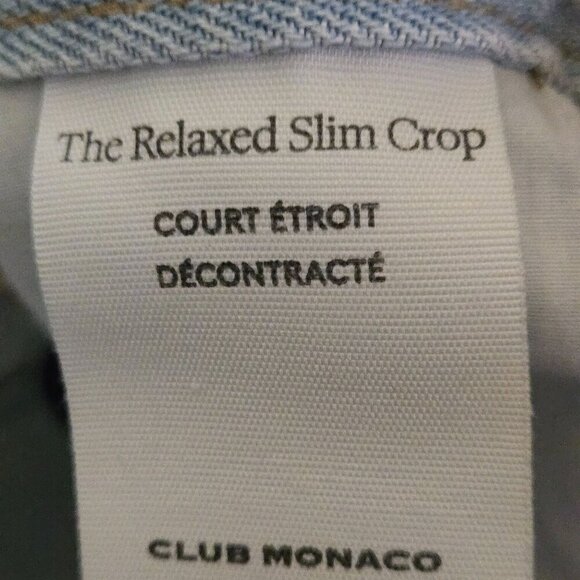 The Relaxed Slim Crop
COURT ÉTROIT
DÉCONTRACTÉ
CLUB MONACO